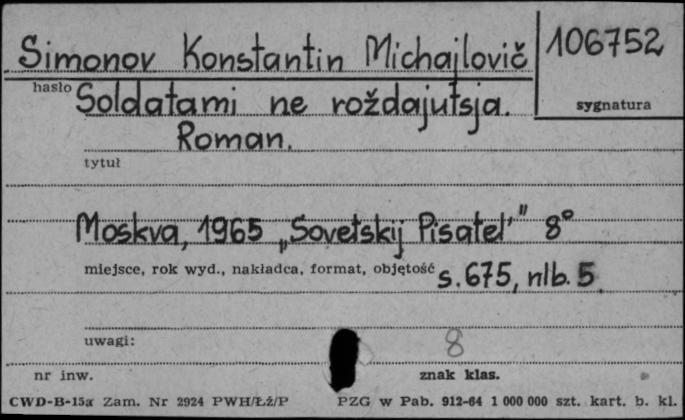 Simonov Konstantin Michajlovič
106752
hasło
Soldatami ne roždajutsja.
sygnatura
Roman.
tytuł
Moskva, 1965 „Sovetskij Pisatel'" 8°
miejsce, rok wyd., nakładca, format, objętość s. 675, nlb. 5
uwagi:
8
nr inw.
znak klas.
CWD-B-15a Zam. Nr 2924 PWH/Łż/P PZG w Pab. 912-64 1 000 000 szt. kart. b. kl.